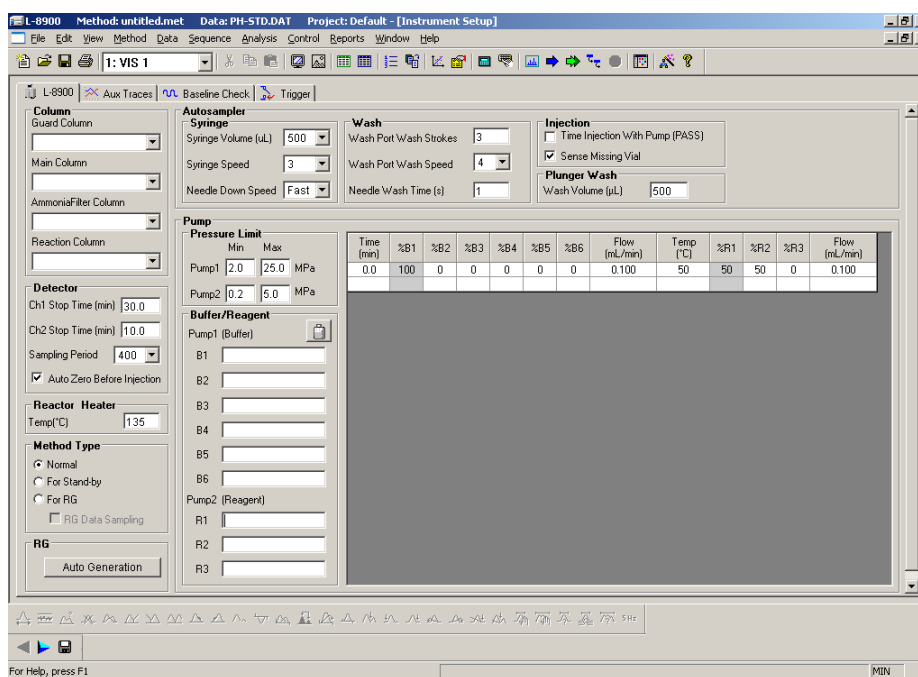 L-8900 Method: untitled.met Data: PH-STD.DAT Project: Default - [Instrument Setup]
File Edit View Method Data Sequence Analysis Control Reports Window Help
1: VIS 1
L-8900 Aux Traces Baseline Check Trigger
Column
Guard Column
Main Column
AmmoniaFilter Column
Reaction Column
Detector
Ch1 Stop Time (min) 30.0
Ch2 Stop Time (min) 10.0
Sampling Period 400
Auto Zero Before Injection
Reactor Heater
Temp(°C) 135
Method Type
Normal
For Stand-by
For RG
RG Data Sampling
RG
Auto Generation
Autosampler
Syringe
Syringe Volume (uL) 500
Syringe Speed 3
Needle Down Speed Fast
Wash
Wash Port Wash Strokes 3
Wash Port Wash Speed 4
Needle Wash Time (s) 1
Injection
Time Injection With Pump (PASS)
Sense Missing Vial
Plunger Wash
Wash Volume (µL) 500
Pump
Pressure Limit
Min Max
Pump1 2.0 25.0 MPa
Pump2 0.2 5.0 MPa
Buffer/Reagent
Pump1 (Buffer)
B1
B2
B3
B4
B5
B6
Pump2 (Reagent)
R1
R2
R3
Time (min) %B1 %B2 %B3 %B4 %B5 %B6 Flow (mL/min) Temp (°C) %R1 %R2 %R3 Flow (mL/min)
0.0 100 0 0 0 0 0 0.100 50 50 50 0 0.100
5Hz
For Help, press F1
MIN